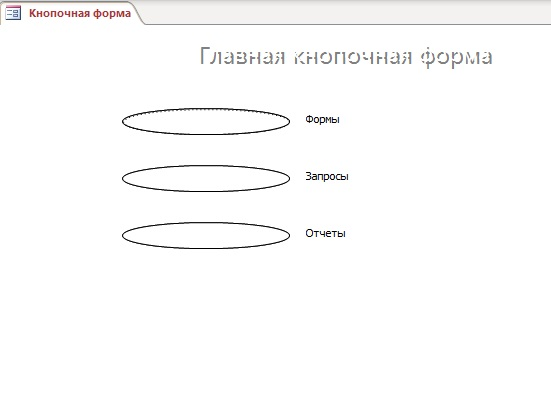 Кнопочная форма
Главная кнопочная форма
Формы
Запросы
Отчеты